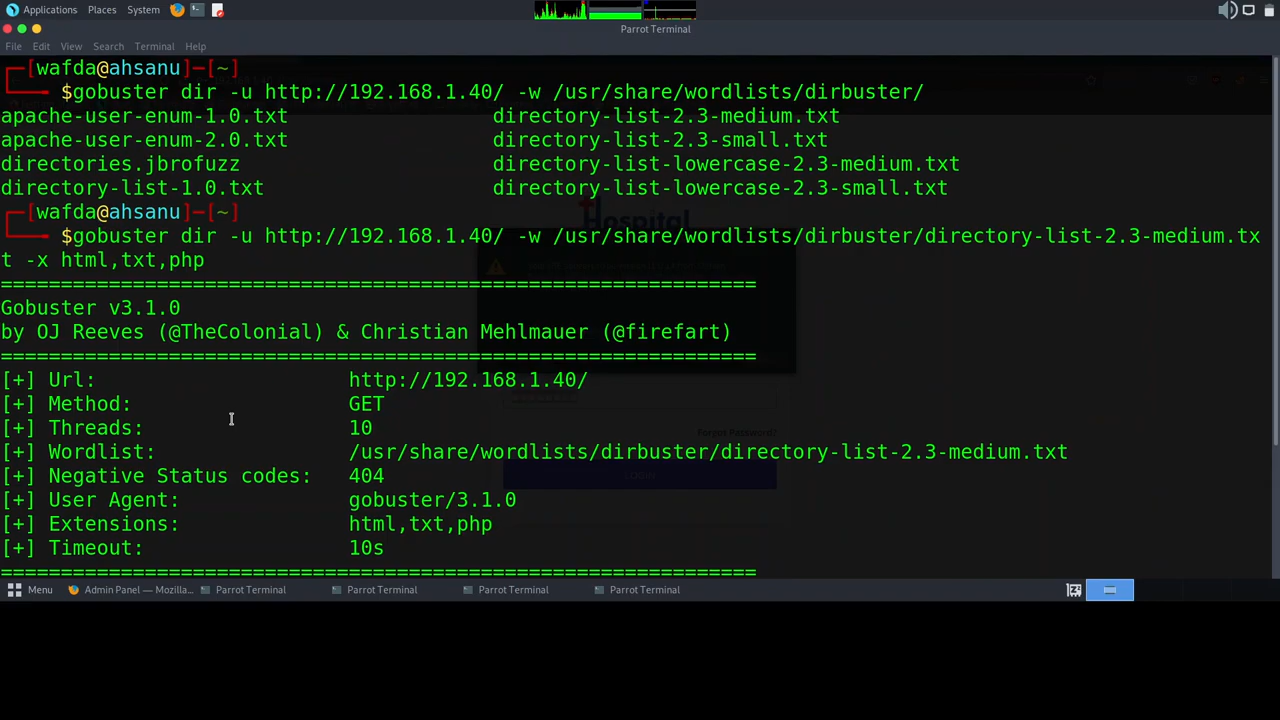 Applications Places System
Parrot Terminal
File Edit View Search Terminal Help
┌─[wafda@ahsanu]─[~]
└──╼ $gobuster dir -u http://192.168.1.40/ -w /usr/share/wordlists/dirbuster/
apache-user-enum-1.0.txt directory-list-2.3-medium.txt
apache-user-enum-2.0.txt directory-list-2.3-small.txt
directories.jbrofuzz directory-list-lowercase-2.3-medium.txt
directory-list-1.0.txt directory-list-lowercase-2.3-small.txt
┌─[wafda@ahsanu]─[~]
Hospital
└──╼ $gobuster dir -u http://192.168.1.40/ -w /usr/share/wordlists/dirbuster/directory-list-2.3-medium.tx
t -x html,txt,php
===============================================================
Gobuster v3.1.0
by OJ Reeves (@TheColonial) & Christian Mehlmauer (@firefart)
===============================================================
[+] Url: http://192.168.1.40/
[+] Method: GET
[+] Threads: 10
Forgot Password?
[+] Wordlist: /usr/share/wordlists/dirbuster/directory-list-2.3-medium.txt
[+] Negative Status codes: 404
LOGIN
[+] User Agent: gobuster/3.1.0
[+] Extensions: html,txt,php
[+] Timeout: 10s
===============================================================
Menu Admin Panel — Mozilla... Parrot Terminal Parrot Terminal Parrot Terminal Parrot Terminal